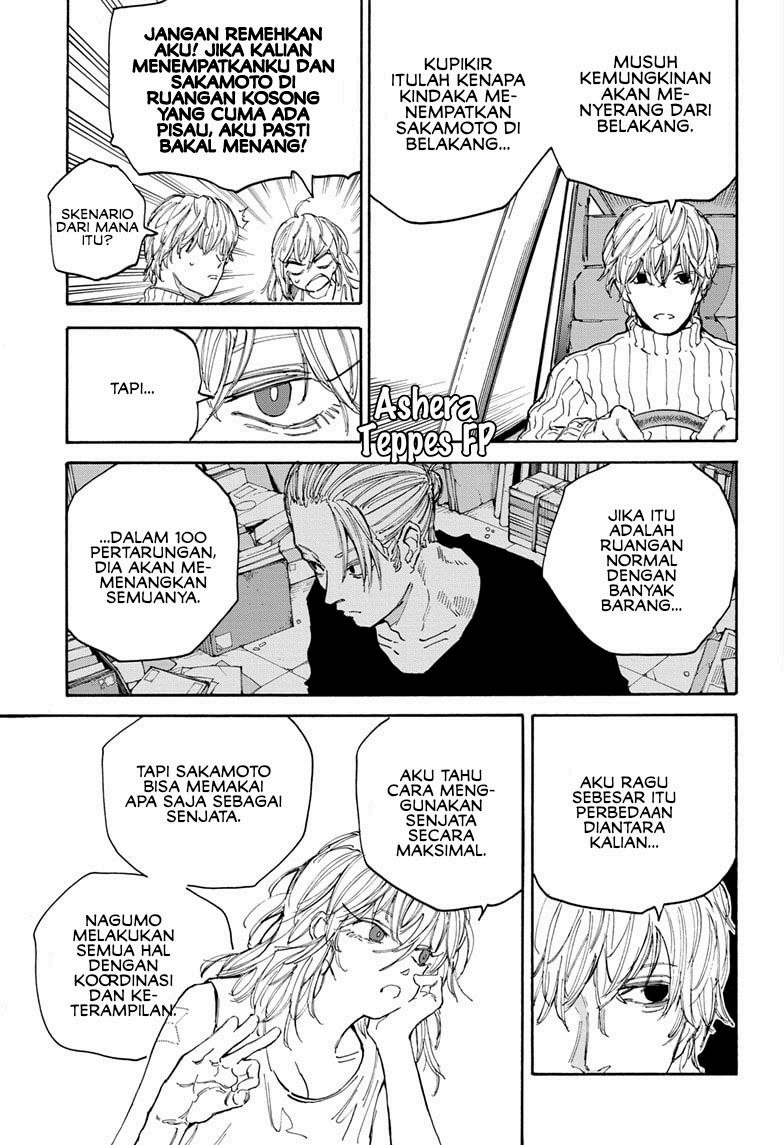 MUSUH
KEMUNGKINAN
AKAN ME-
NYERANG DARI
BELAKANG.
KUPIKIR
ITULAH KENAPA
KINDAKA ME-
NEMPATKAN
SAKAMOTO DI
BELAKANG...
JANGAN REMEHKAN
AKU! JIKA KALIAN
MENEMPATKANKU DAN
SAKAMOTO DI
RUANGAN KOSONG
YANG CUMA ADA
PISAU, AKU PASTI
BAKAL MENANG!
SKENARIO
DARI MANA
ITU?
TAPI...
Ashera
Teppes FP
JIKA ITU
ADALAH
RUANGAN
NORMAL
DENGAN
BANYAK
BARANG...
...DALAM 100
PERTARUNGAN,
DIA AKAN ME-
MENANGKAN
SEMUANYA.
AKU RAGU
SEBESAR ITU
PERBEDAAN
DIANTARA
KALIAN...
AKU TAHU
CARA MENG-
GUNAKAN
SENJATA
SECARA
MAKSIMAL.
TAPI SAKAMOTO
BISA MEMAKAI
APA SAJA SEBAGAI
SENJATA.
NAGUMO
MELAKUKAN
SEMUA HAL
DENGAN
KOORDINASI
DAN KE-
TERAMPILAN.